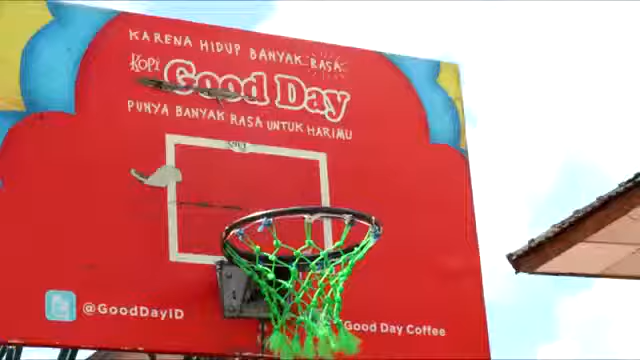 KARENA HIDUP BANYAK RASA
KOPI Good Day
PUNYA BANYAK RASA UNTUK HARIMU
@GoodDayID
Good Day Coffee